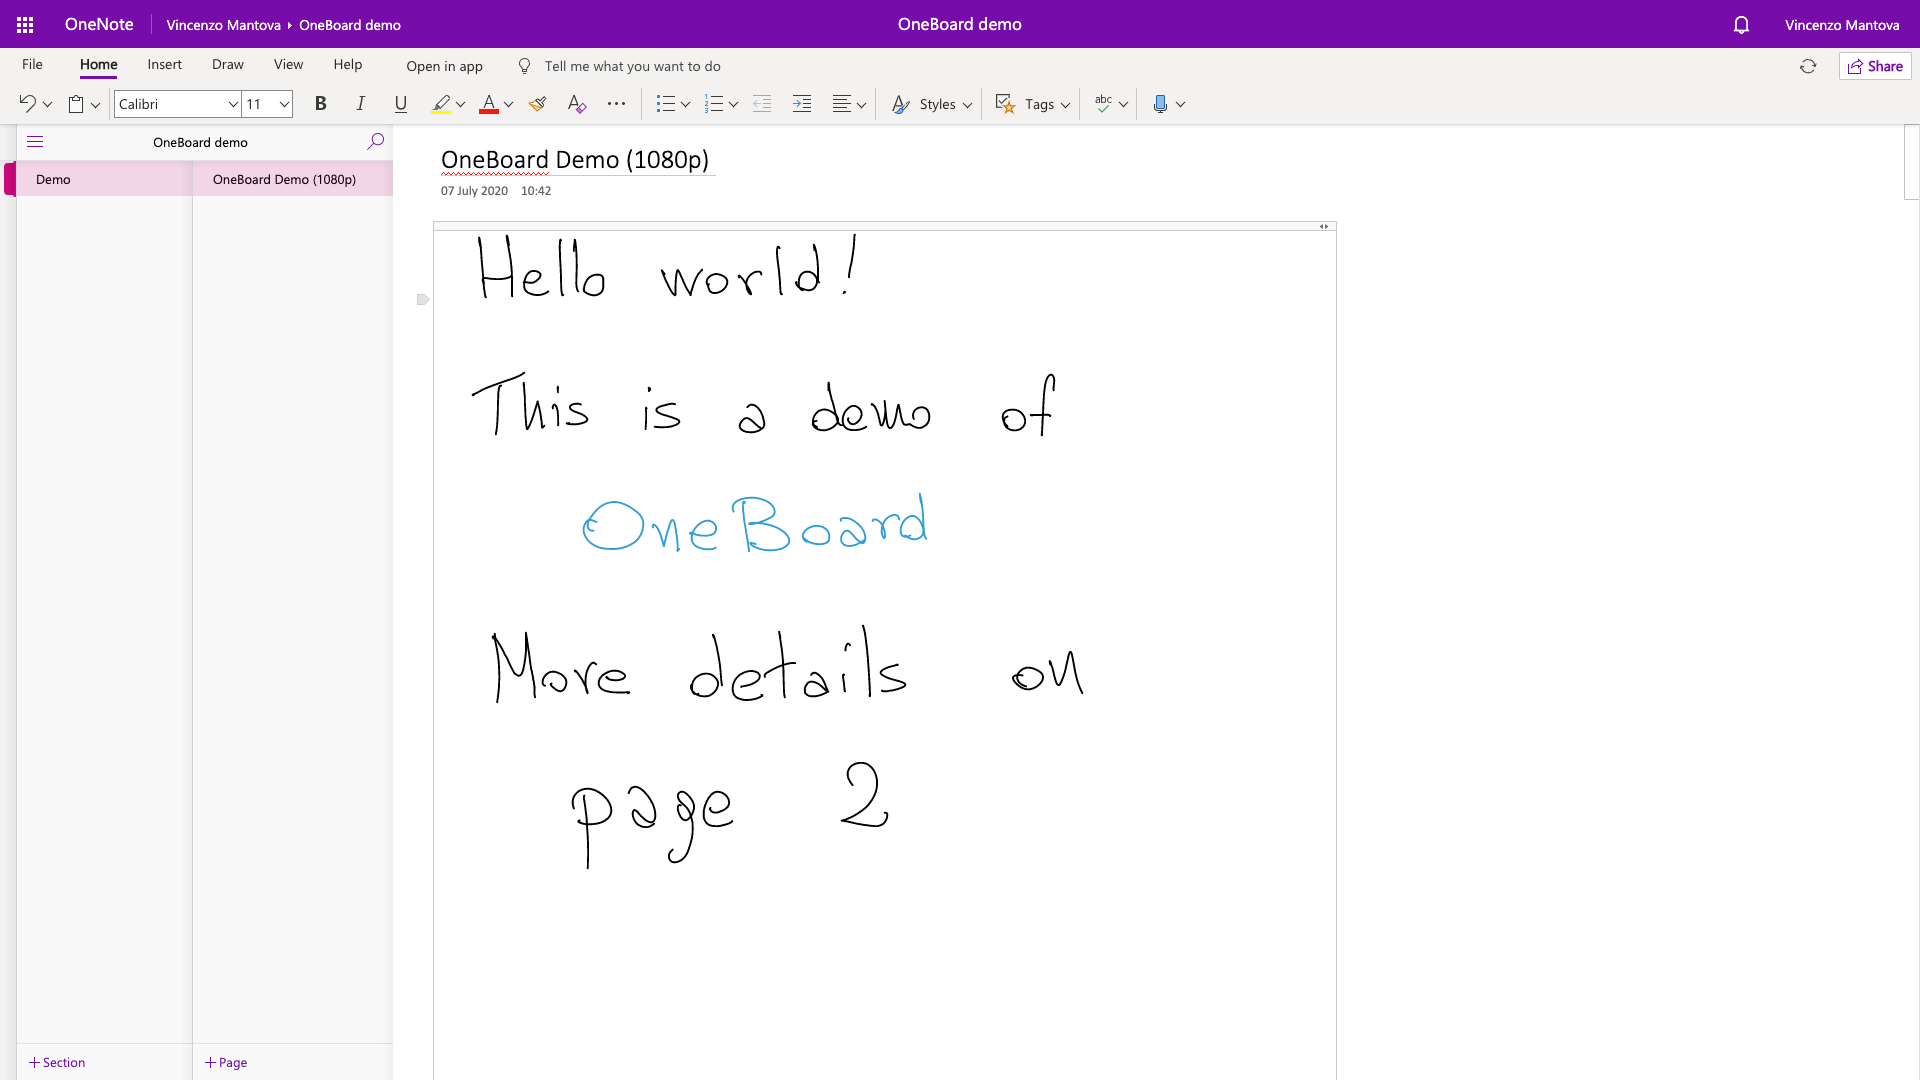 OneNote Vincenzo Mantova › OneBoard demo OneBoard demo Vincenzo Mantova
File Home Insert Draw View Help Open in app Tell me what you want to do Share
Calibri 11 B I U A A Styles Tags abc
OneBoard demo
Demo OneBoard Demo (1080p)
OneBoard Demo (1080p)
07 July 2020 10:42
Hello world!
This is a demo of
OneBoard
More details on
page 2
+ Section + Page